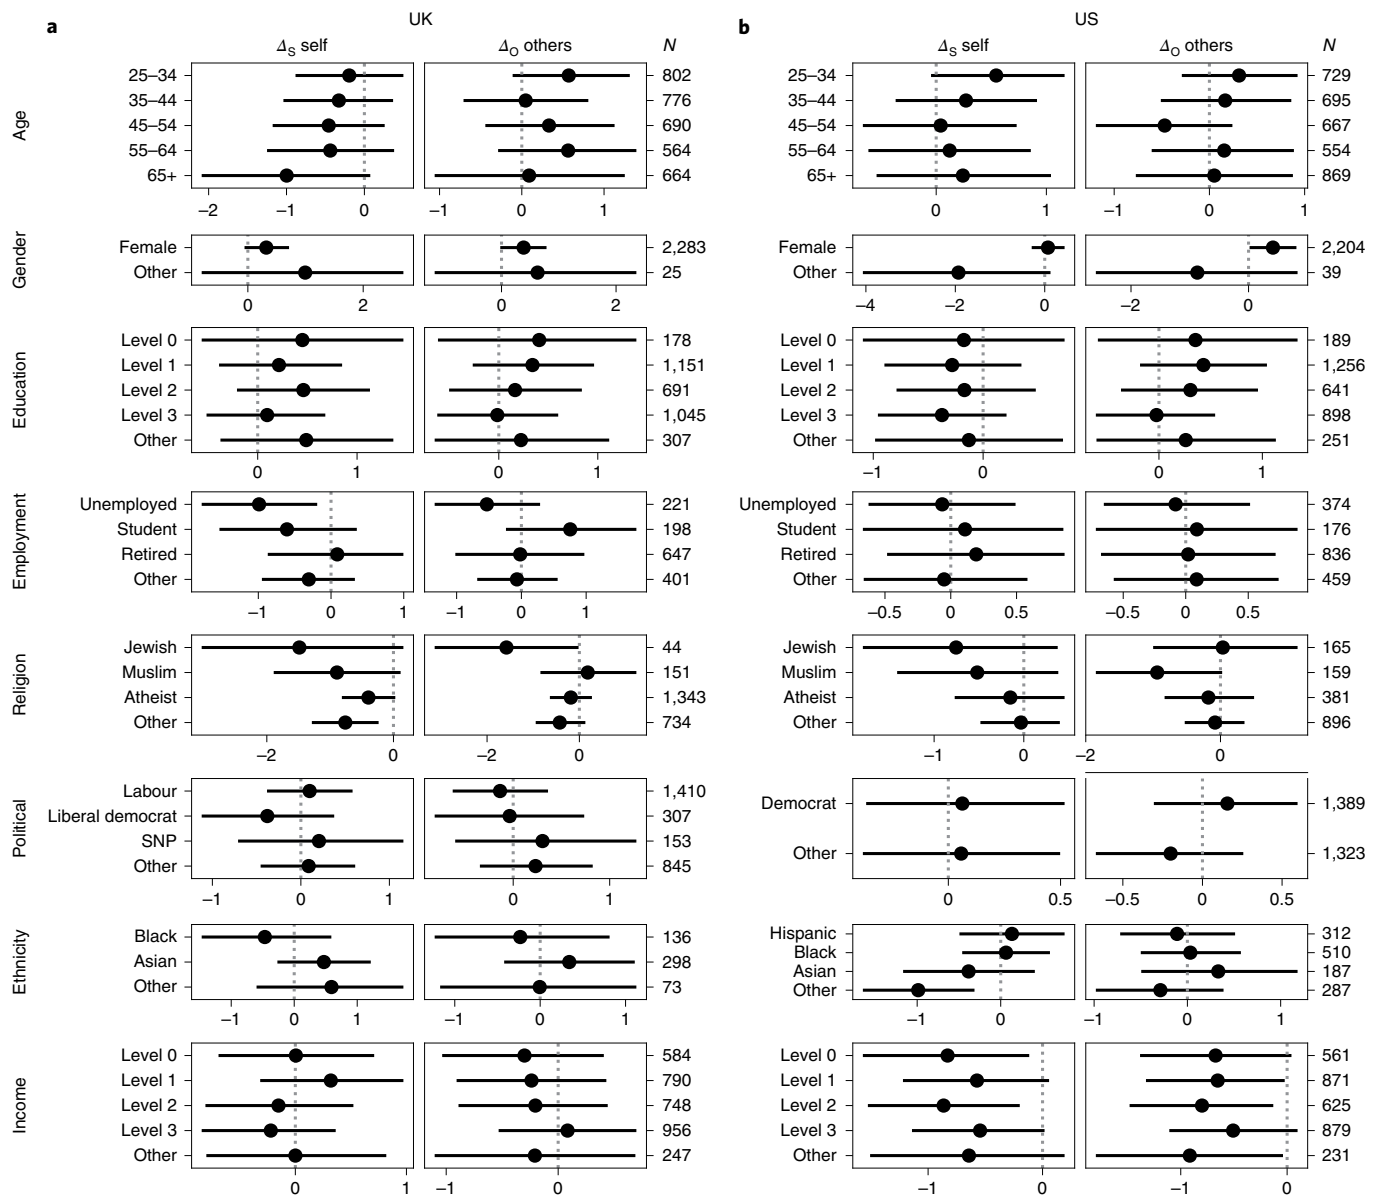 a UK b US
ΔS self ΔO others N ΔS self ΔO others N
Age
25–34 802 25–34 729
35–44 776 35–44 695
45–54 690 45–54 667
55–64 564 55–64 554
65+ 664 65+ 869
−2 −1 0 −1 0 1 0 1 −1 0 1
Gender
Female 2,283 Female 2,204
Other 25 Other 39
0 2 0 2 −4 −2 0 −2 0
Education
Level 0 178 Level 0 189
Level 1 1,151 Level 1 1,256
Level 2 691 Level 2 641
Level 3 1,045 Level 3 898
Other 307 Other 251
0 1 0 1 −1 0 0 1
Employment
Unemployed 221 Unemployed 374
Student 198 Student 176
Retired 647 Retired 836
Other 401 Other 459
−1 0 1 −1 0 1 −0.5 0 0.5 −0.5 0 0.5
Religion
Jewish 44 Jewish 165
Muslim 151 Muslim 159
Atheist 1,343 Atheist 381
Other 734 Other 896
−2 0 −2 0 −1 0 −2 0
Political
Labour 1,410 Democrat 1,389
Liberal democrat 307
SNP 153 Other 1,323
Other 845
−1 0 1 0 1 0 0.5 −0.5 0 0.5
Ethnicity
Black 136 Hispanic 312
Asian 298 Black 510
Other 73 Asian 187
Other 287
−1 0 1 −1 0 1 −1 0 −1 0 1
Income
Level 0 584 Level 0 561
Level 1 790 Level 1 871
Level 2 748 Level 2 625
Level 3 956 Level 3 879
Other 247 Other 231
0 1 −1 0 −1 0 −1 0